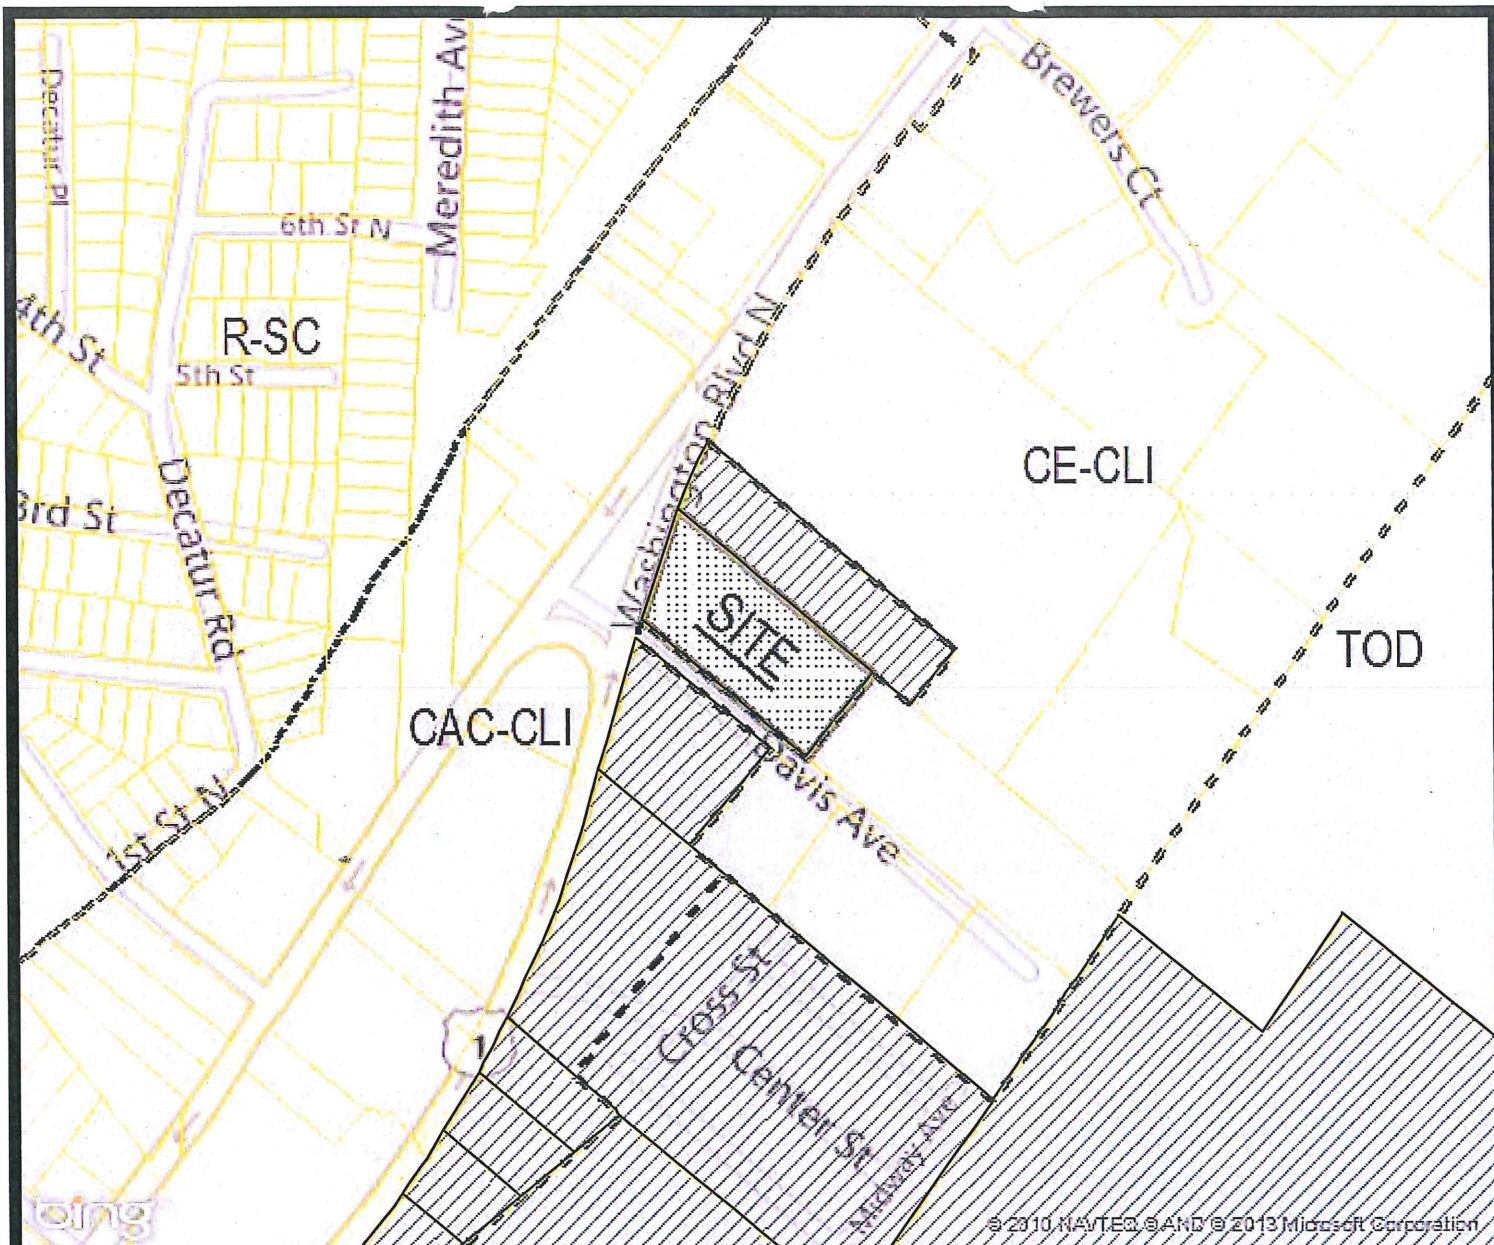 Decatur Pl
Meredith Av
Brewers Ct
6th St N
4th St
R-SC
5th St
Washington Blvd N
CE-CLI
3rd St
Decatur Rd
SITE
TOD
CAC-CLI
Davis Ave
1st St N
Cross St
1
Center St
Midway Ave
bing
© 2010 NAVTEQ © AND © 2013 Microsoft Corporation